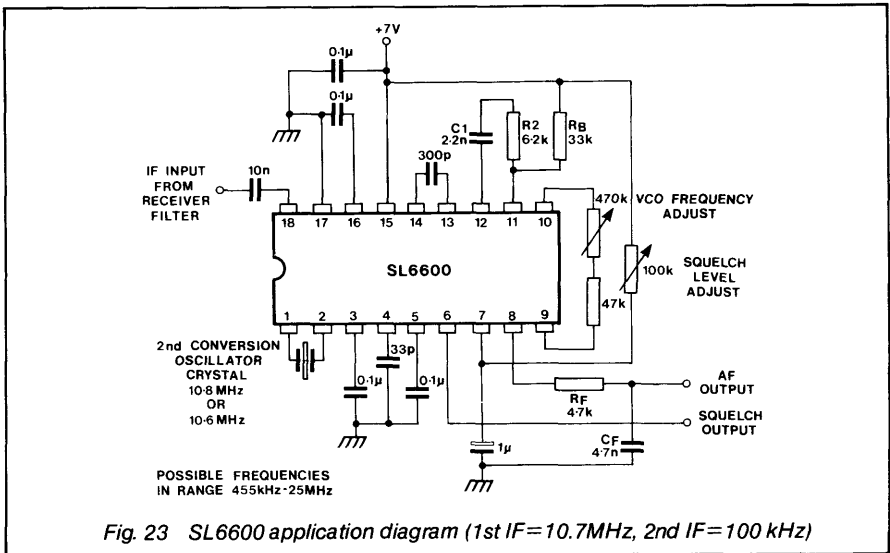 +7V
0·1µ
0·1µ
C1
2·2n
R2
6·2k
RB
33k
300p
IF INPUT
FROM
RECEIVER
FILTER
10n
470k VCO FREQUENCY
ADJUST
18 17 16 15 14 13 12 11 10
SL6600
100k
SQUELCH
LEVEL
ADJUST
47k
1 2 3 4 5 6 7 8 9
2nd CONVERSION
OSCILLATOR
CRYSTAL
10·8 MHz
OR
10·6 MHz
33p
0·1µ
0·1µ
RF
4·7k
AF
OUTPUT
SQUELCH
OUTPUT
1µ
CF
4·7n
POSSIBLE FREQUENCIES
IN RANGE 455kHz-25MHz
Fig. 23 SL6600 application diagram (1st IF=10.7MHz, 2nd IF=100 kHz)